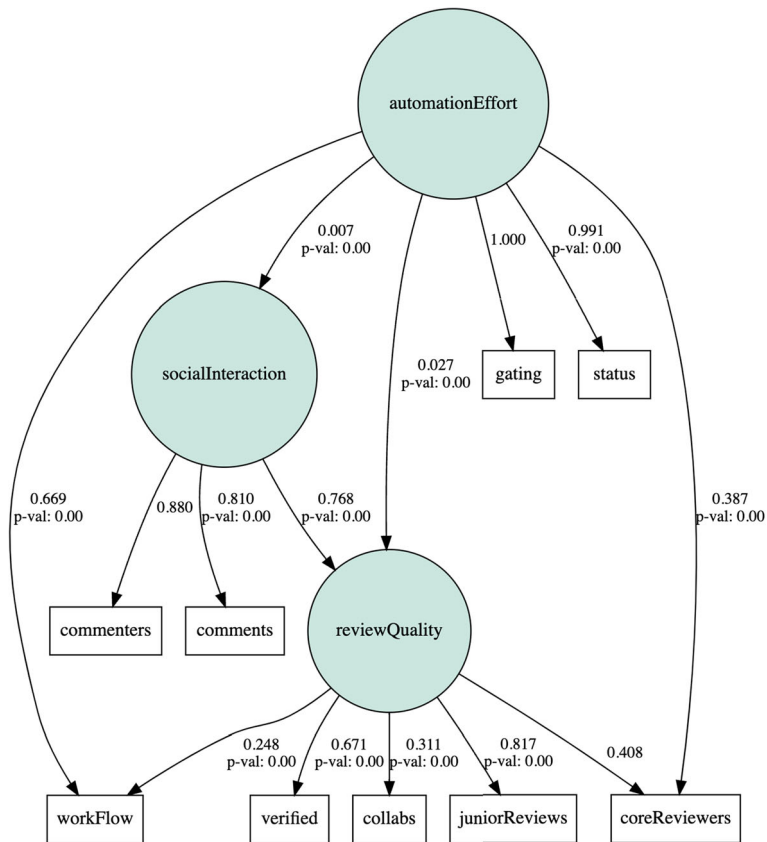 automationEffort
0.007
p-val: 0.00
1.000
0.991
p-val: 0.00
socialInteraction
0.027
p-val: 0.00
gating
status
0.669
p-val: 0.00
0.880
0.810
p-val: 0.00
0.768
p-val: 0.00
0.387
p-val: 0.00
commenters
comments
reviewQuality
0.248
p-val: 0.00
0.671
p-val: 0.00
0.311
p-val: 0.00
0.817
p-val: 0.00
0.408
workFlow
verified
collabs
juniorReviews
coreReviewers